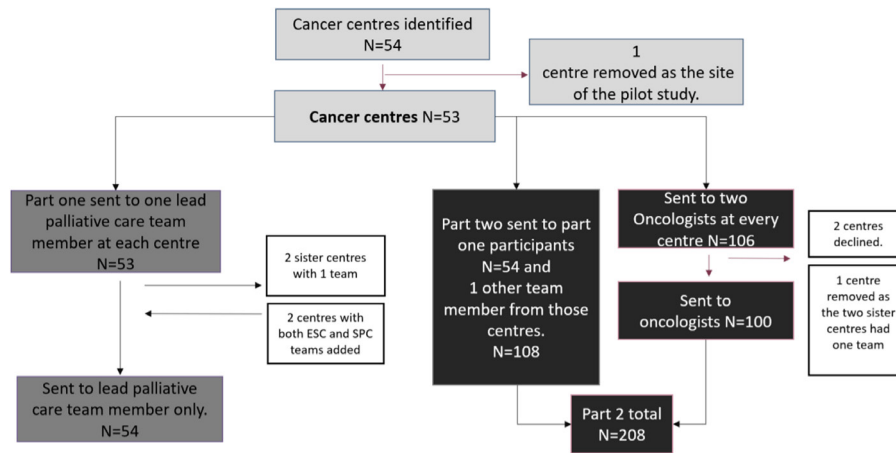 Cancer centres identified
N=54
1
centre removed as the site
of the pilot study.
Cancer centres N=53
Part one sent to one lead
palliative care team
member at each centre
N=53
2 sister centres
with 1 team
2 centres with
both ESC and SPC
teams added
Sent to lead palliative
care team member only.
N=54
Part two sent to part
one participants
N=54 and
1 other team
member from those
centres.
N=108
Sent to two
Oncologists at every
centre N=106
2 centres
declined.
1 centre
removed as
the two sister
centres had
one team
Sent to
oncologists N=100
Part 2 total
N=208